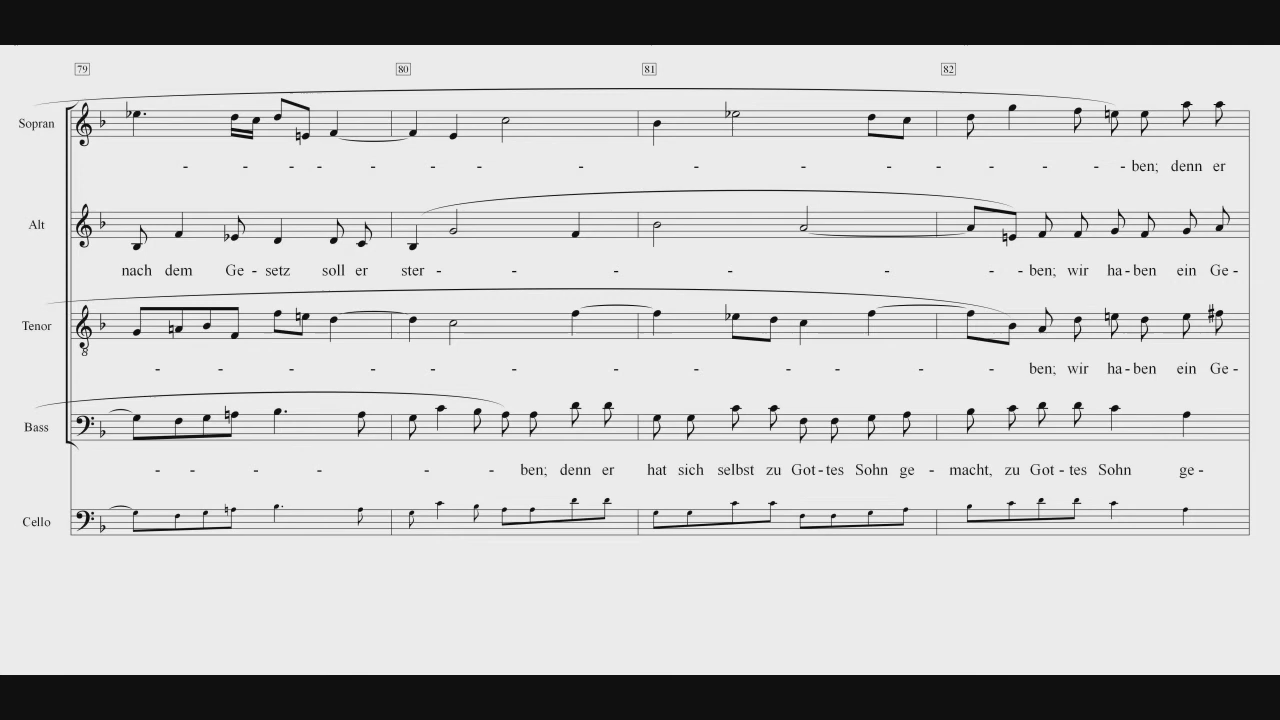 79 80 81 82
Sopran
- - - - - - - - - - - - - - - - - ben; denn er
Alt
nach dem Ge - setz soll er ster - - - - - - - ben; wir ha - ben ein Ge -
Tenor
- - - - - - - - - - - - ben; wir ha - ben ein Ge -
Bass
- - - - - ben; denn er hat sich selbst zu Got - tes Sohn ge - macht, zu Got - tes Sohn ge -
Cello